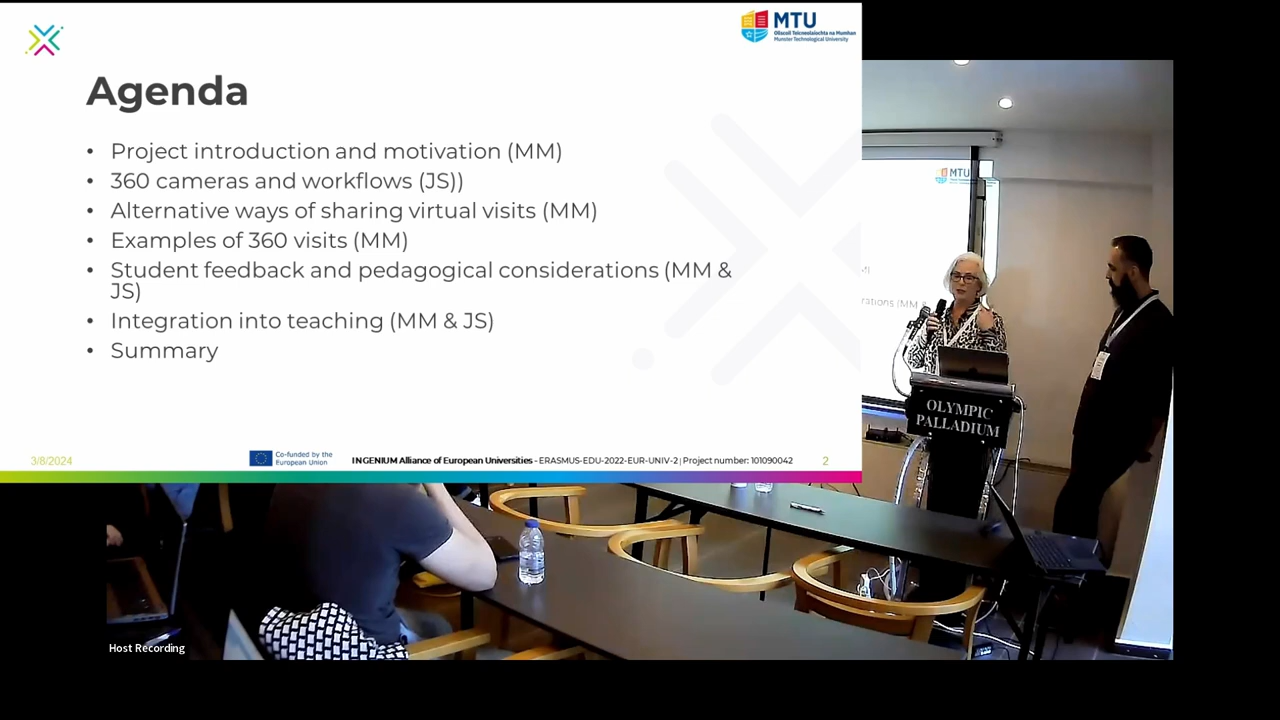 MTU
Ollscoil Teicneolaíochta na Mumhan
Munster Technological University
Agenda
• Project introduction and motivation (MM)
• 360 cameras and workflows (JS))
• Alternative ways of sharing virtual visits (MM)
• Examples of 360 visits (MM)
• Student feedback and pedagogical considerations (MM &
JS)
• Integration into teaching (MM & JS)
• Summary
3/8/2024
Co-funded by the
European Union
INGENIUM Alliance of European Universities - ERASMUS-EDU-2022-EUR-UNIV-2 | Project number: 101090042
2
MTU
rations (MM &
OLYMPIC
PALLADIUM
Host Recording